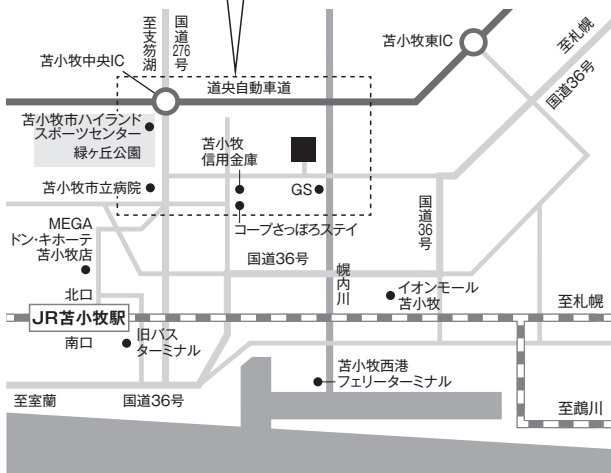 至支笏湖
国道276号
苫小牧中央IC
苫小牧東IC
至札幌
国道36号
道央自動車道
苫小牧市ハイランド
スポーツセンター
緑ヶ丘公園
苫小牧
信用金庫
苫小牧市立病院
GS
コープさっぽろステイ
国道36号
MEGA
ドン・キホーテ
苫小牧店
国道36号
幌内川
イオンモール
苫小牧
北口
至札幌
JR苫小牧駅
南口
旧バス
ターミナル
苫小牧西港
フェリーターミナル
至室蘭
国道36号
至鵡川